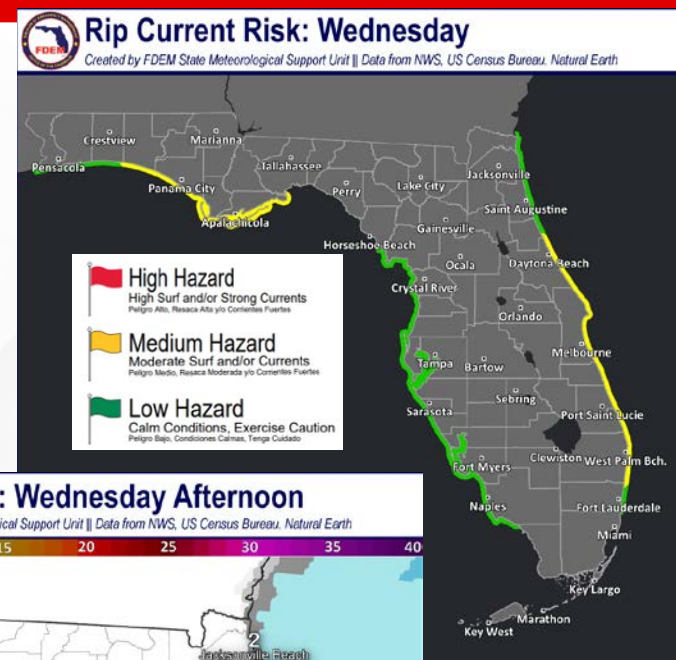 FDEM
Rip Current Risk: Wednesday
Created by FDEM State Meteorological Support Unit || Data from NWS, US Census Bureau. Natural Earth
Crestview
Marianna
Pensacola
Tallahassee
Jacksonville
Panama City
Perry
Lake City
Apalachicola
Saint Augustine
Gainesville
Horseshoe Beach
Ocala
Daytona Beach
Crystal River
Orlando
Melbourne
Tampa
Bartow
Sebring
Sarasota
Port Saint Lucie
Fort Myers
Clewiston
West Palm Bch.
Naples
Fort Lauderdale
Miami
Key Largo
Marathon
Key West
High Hazard
High Surf and/or Strong Currents
Peligro Alto, Resaca Alta y/o Corrientes Fuertes
Medium Hazard
Moderate Surf and/or Currents
Peligro Medio, Resaca Moderada y/o Corrientes Fuertes
Low Hazard
Calm Conditions, Exercise Caution
Peligro Bajo, Condiciones Calmas, Tenga Cuidado
: Wednesday Afternoon
ical Support Unit || Data from NWS, US Census Bureau. Natural Earth
15 20 25 30 35 40
2
Jacksonville Beach